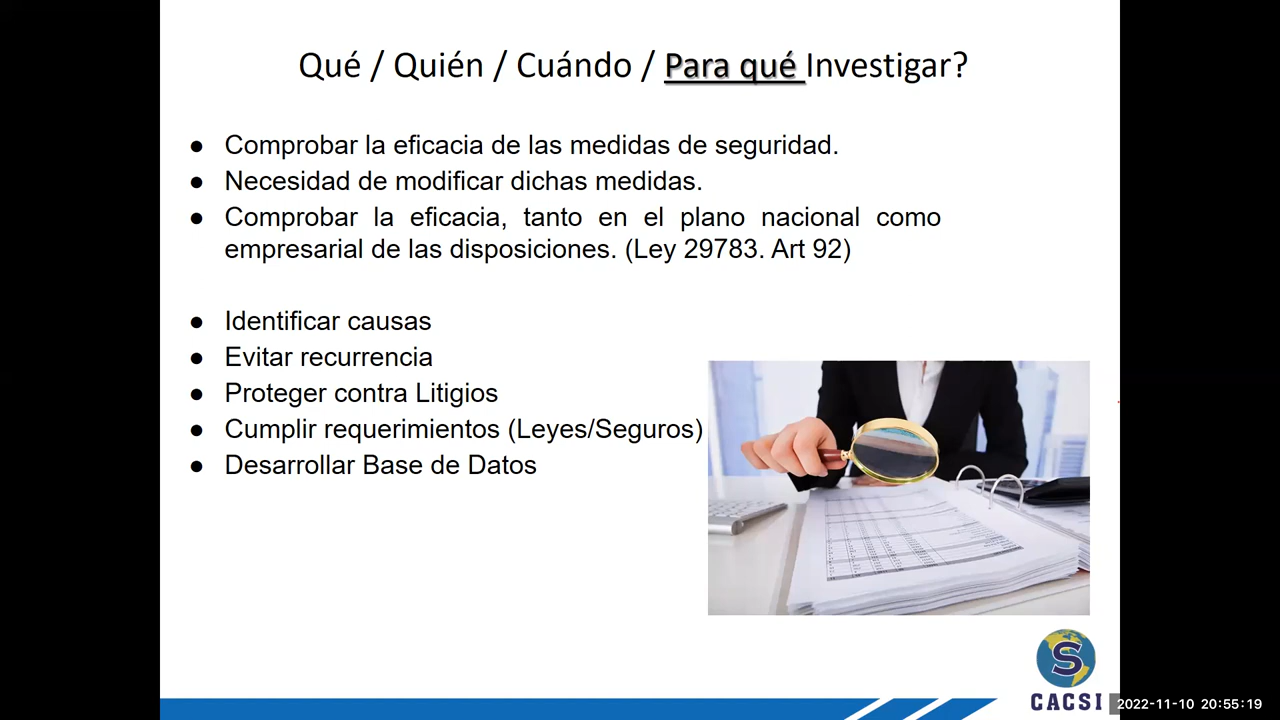 Qué / Quién / Cuándo / Para qué Investigar?
● Comprobar la eficacia de las medidas de seguridad.
● Necesidad de modificar dichas medidas.
● Comprobar la eficacia, tanto en el plano nacional como
empresarial de las disposiciones. (Ley 29783. Art 92)
● Identificar causas
● Evitar recurrencia
● Proteger contra Litigios
● Cumplir requerimientos (Leyes/Seguros)
● Desarrollar Base de Datos
S
CACSI
2022-11-10 20:55:19